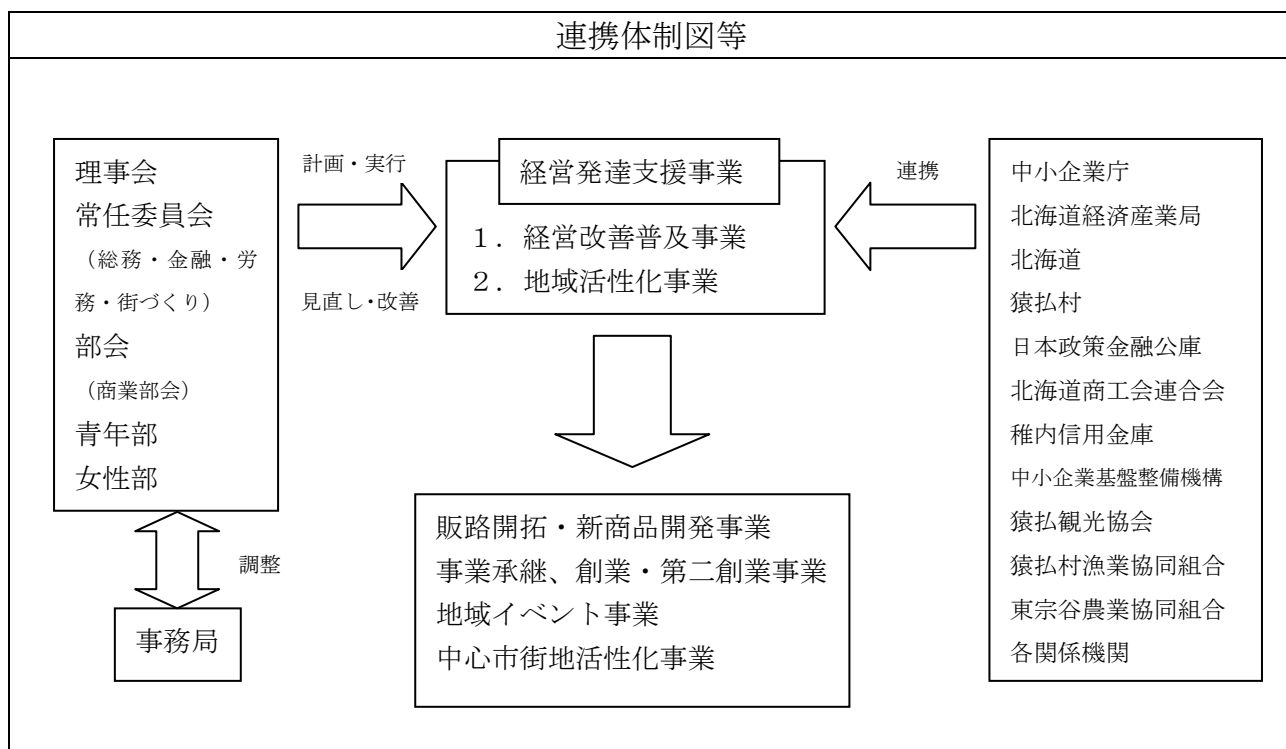 連携体制図等
理事会
常任委員会
（総務・金融・労
務・街づくり）
部会
（商業部会）
青年部
女性部
調整
事務局
計画・実行
見直し・改善
経営発達支援事業
１．経営改善普及事業
２．地域活性化事業
販路開拓・新商品開発事業
事業承継、創業・第二創業事業
地域イベント事業
中心市街地活性化事業
連携
中小企業庁
北海道経済産業局
北海道
猿払村
日本政策金融公庫
北海道商工会連合会
稚内信用金庫
中小企業基盤整備機構
猿払観光協会
猿払村漁業協同組合
東宗谷農業協同組合
各関係機関